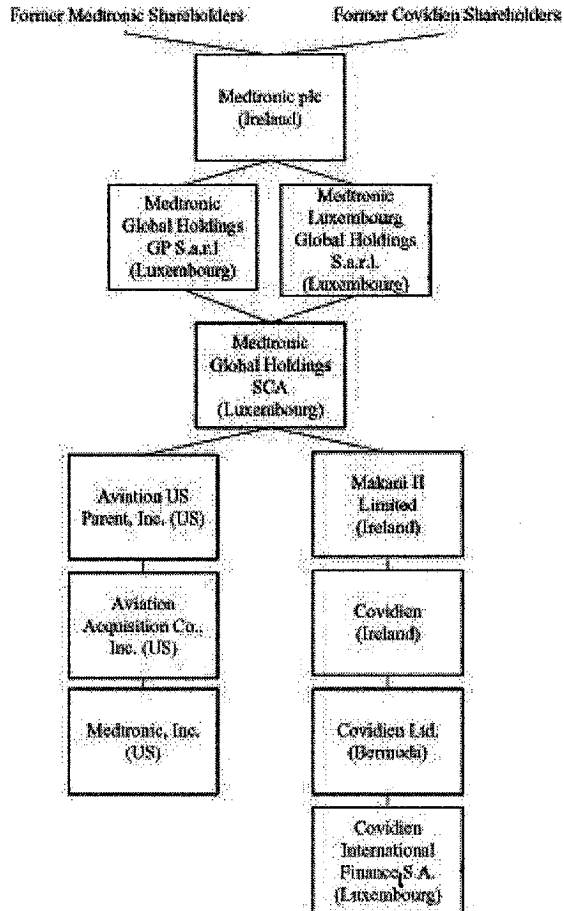 Former Medtronic Shareholders
Former Covidien Shareholders
Medtronic plc
(Ireland)
Medtronic
Global Holdings
GP S.a.r.l
(Luxembourg)
Medtronic
Luxembourg
Global Holdings
S.a.r.l.
(Luxembourg)
Medtronic
Global Holdings
SCA
(Luxembourg)
Aviation US
Parent, Inc. (US)
Makani II
Limited
(Ireland)
Aviation
Acquisition Co.,
Inc. (US)
Covidien
(Ireland)
Medtronic, Inc.
(US)
Covidien Ltd.
(Bermuda)
Covidien
International
Finance S.A.
(Luxembourg)